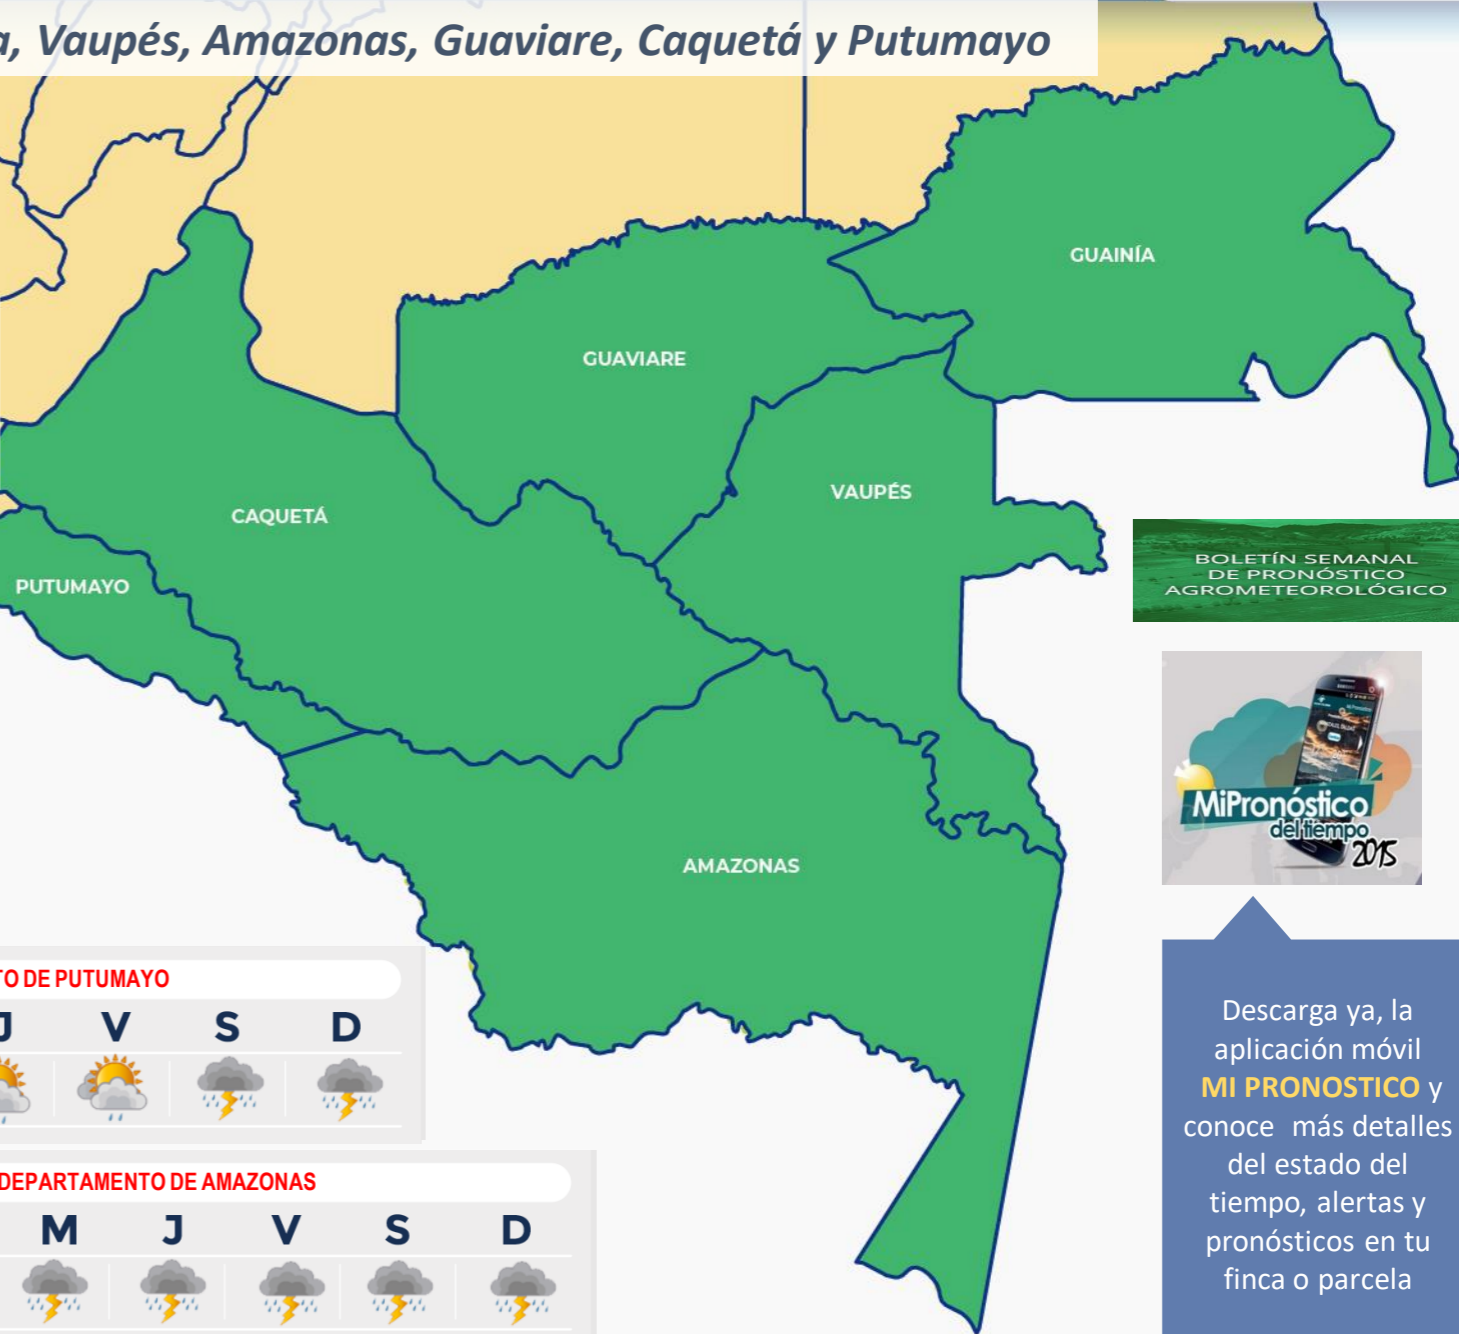 a, Vaupés, Amazonas, Guaviare, Caquetá y Putumayo
GUAINÍA
GUAVIARE
VAUPÉS
CAQUETÁ
PUTUMAYO
AMAZONAS
BOLETÍN SEMANAL
DE PRONÓSTICO
AGROMETEOROLÓGICO
MiPronóstico
del tiempo
2015
Descarga ya, la
aplicación móvil
MI PRONOSTICO y
conoce más detalles
del estado del
tiempo, alertas y
pronósticos en tu
finca o parcela
TO DE PUTUMAYO
J V S D
DEPARTAMENTO DE AMAZONAS
M J V S D